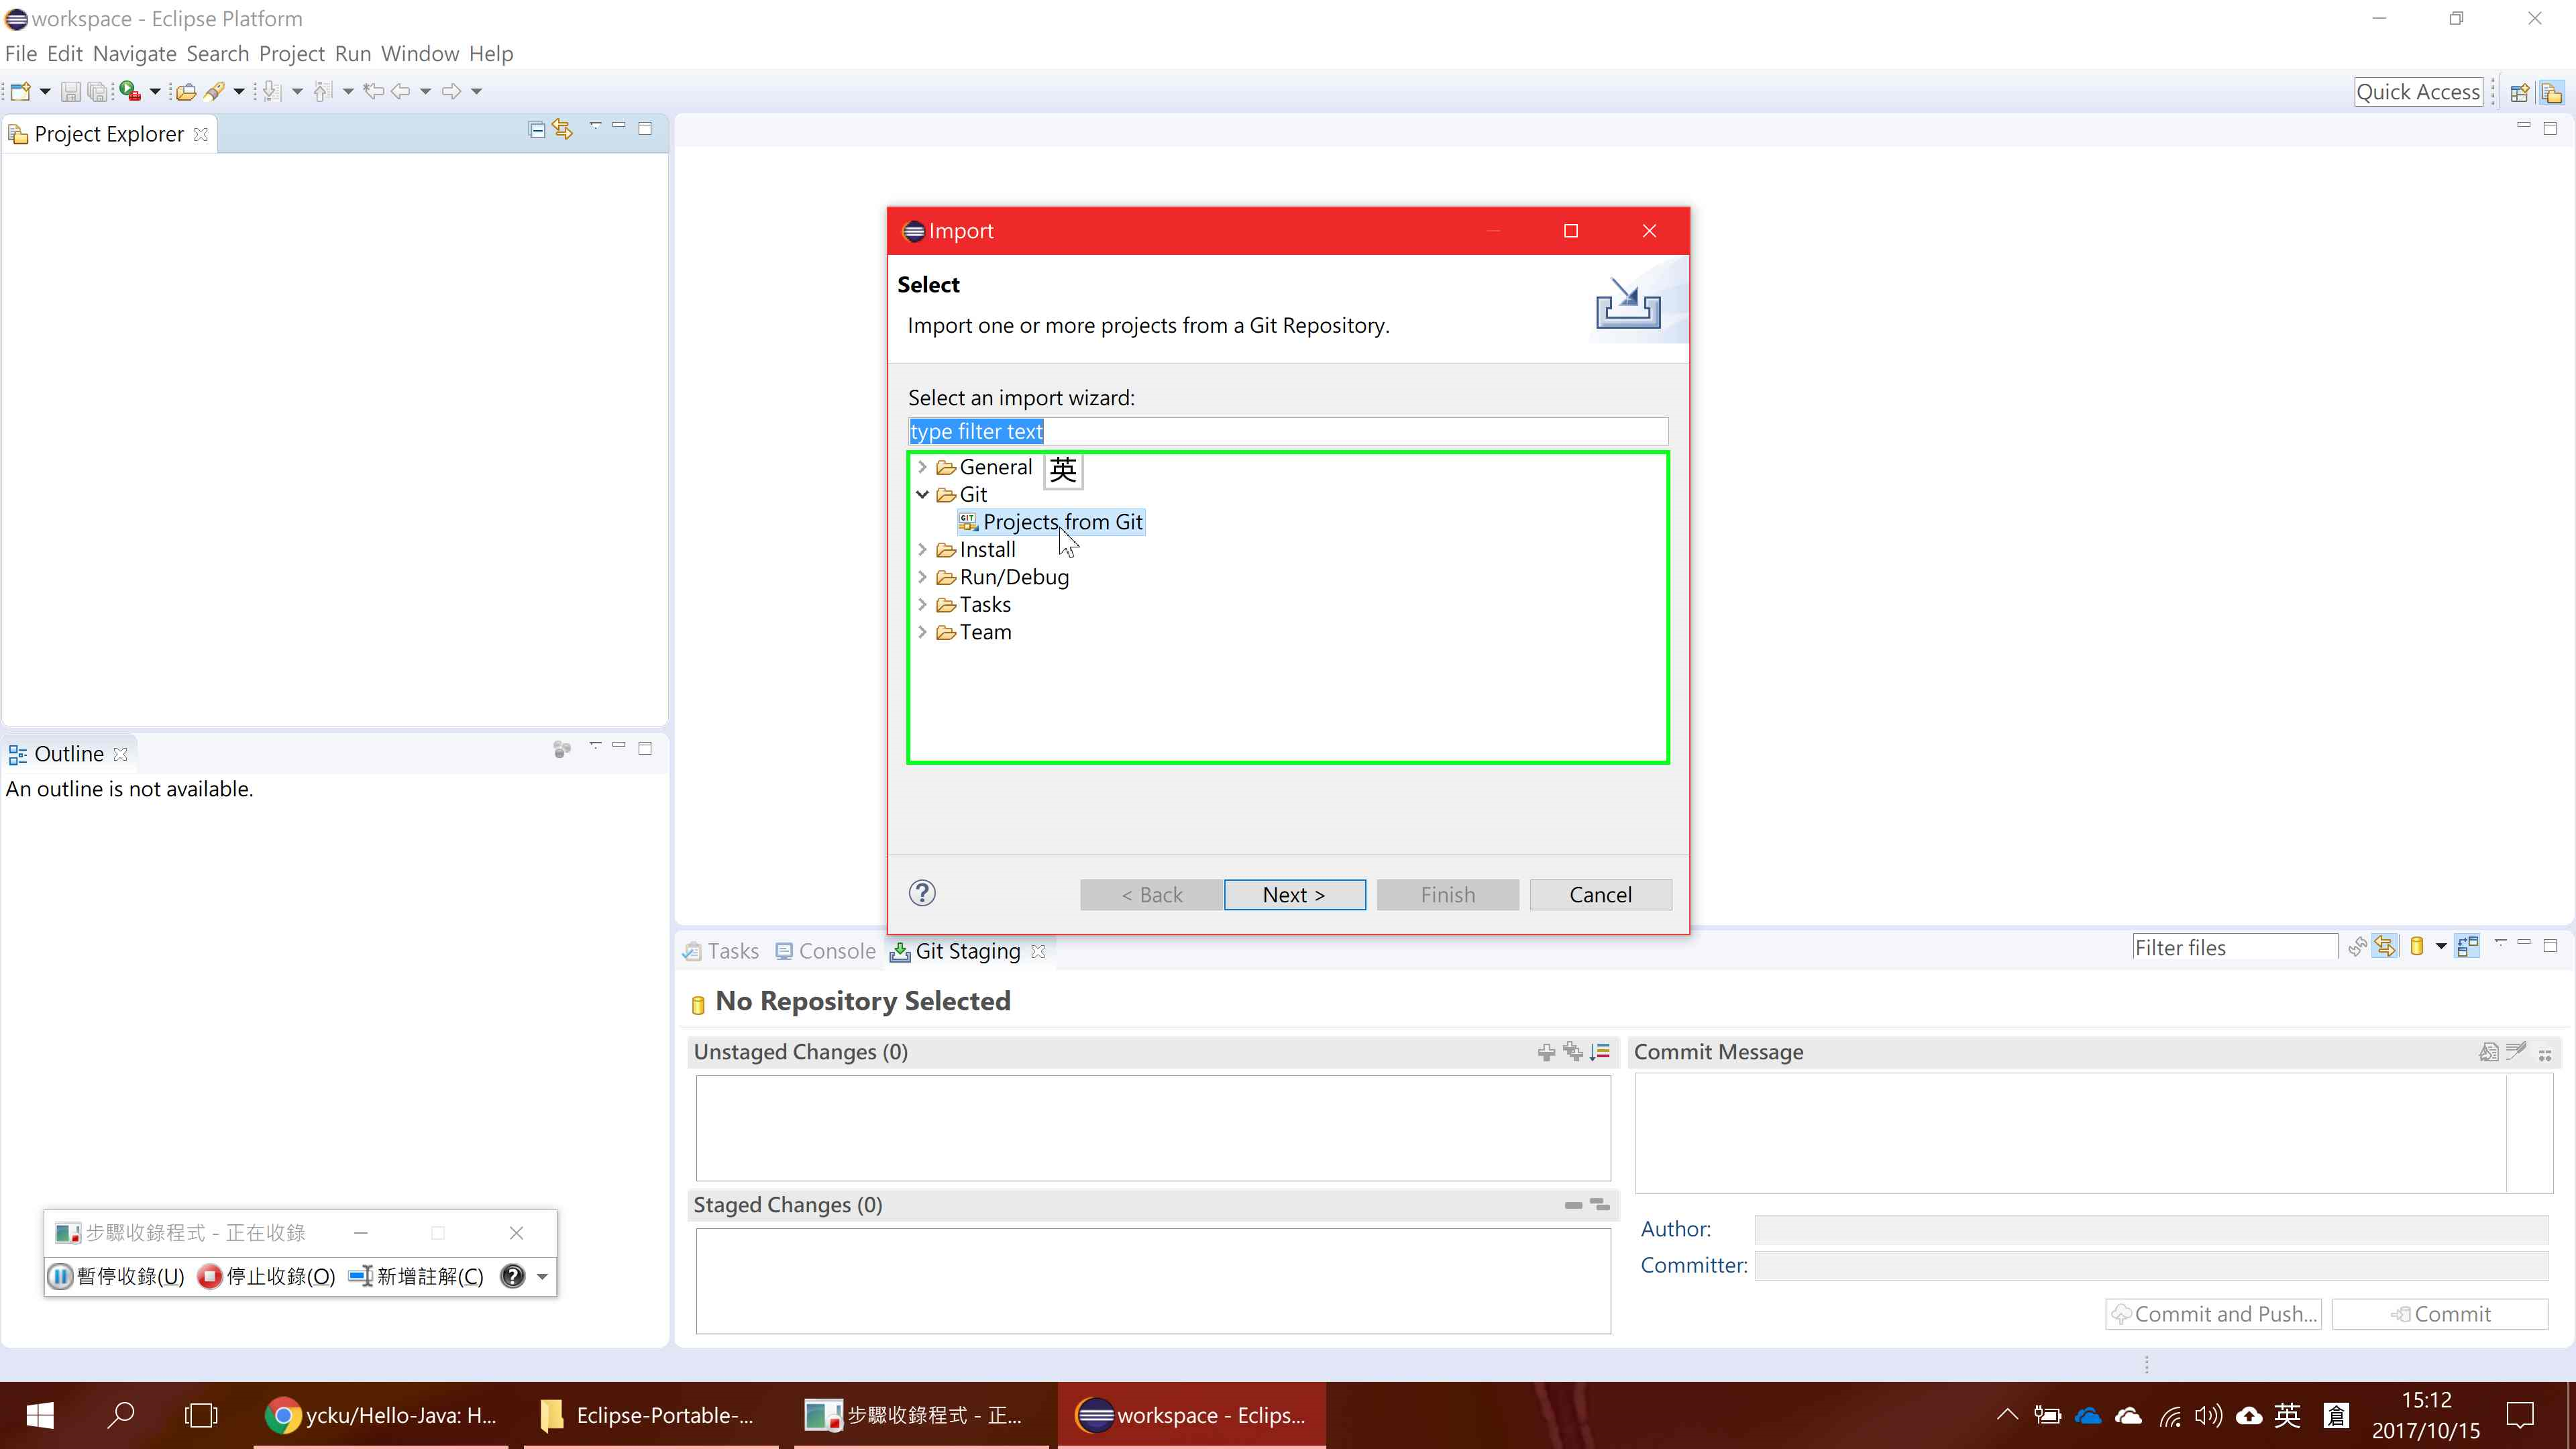 workspace - Eclipse Platform
File Edit Navigate Search Project Run Window Help
Quick Access
Project Explorer
Import
Select
Import one or more projects from a Git Repository.
Select an import wizard:
type filter text
General
英
Git
GIT Projects from Git
Install
Run/Debug
Tasks
Team
< Back Next > Finish Cancel
Outline
An outline is not available.
Tasks Console Git Staging
Filter files
No Repository Selected
Unstaged Changes (0)
Commit Message
Staged Changes (0)
Author:
Committer:
Commit and Push... Commit
步驟收錄程式 - 正在收錄
暫停收錄(U) 停止收錄(O) 新增註解(C)
ycku/Hello-Java: H... Eclipse-Portable-... 步驟收錄程式 - 正... workspace - Eclips...
英 倉
15:12
2017/10/15